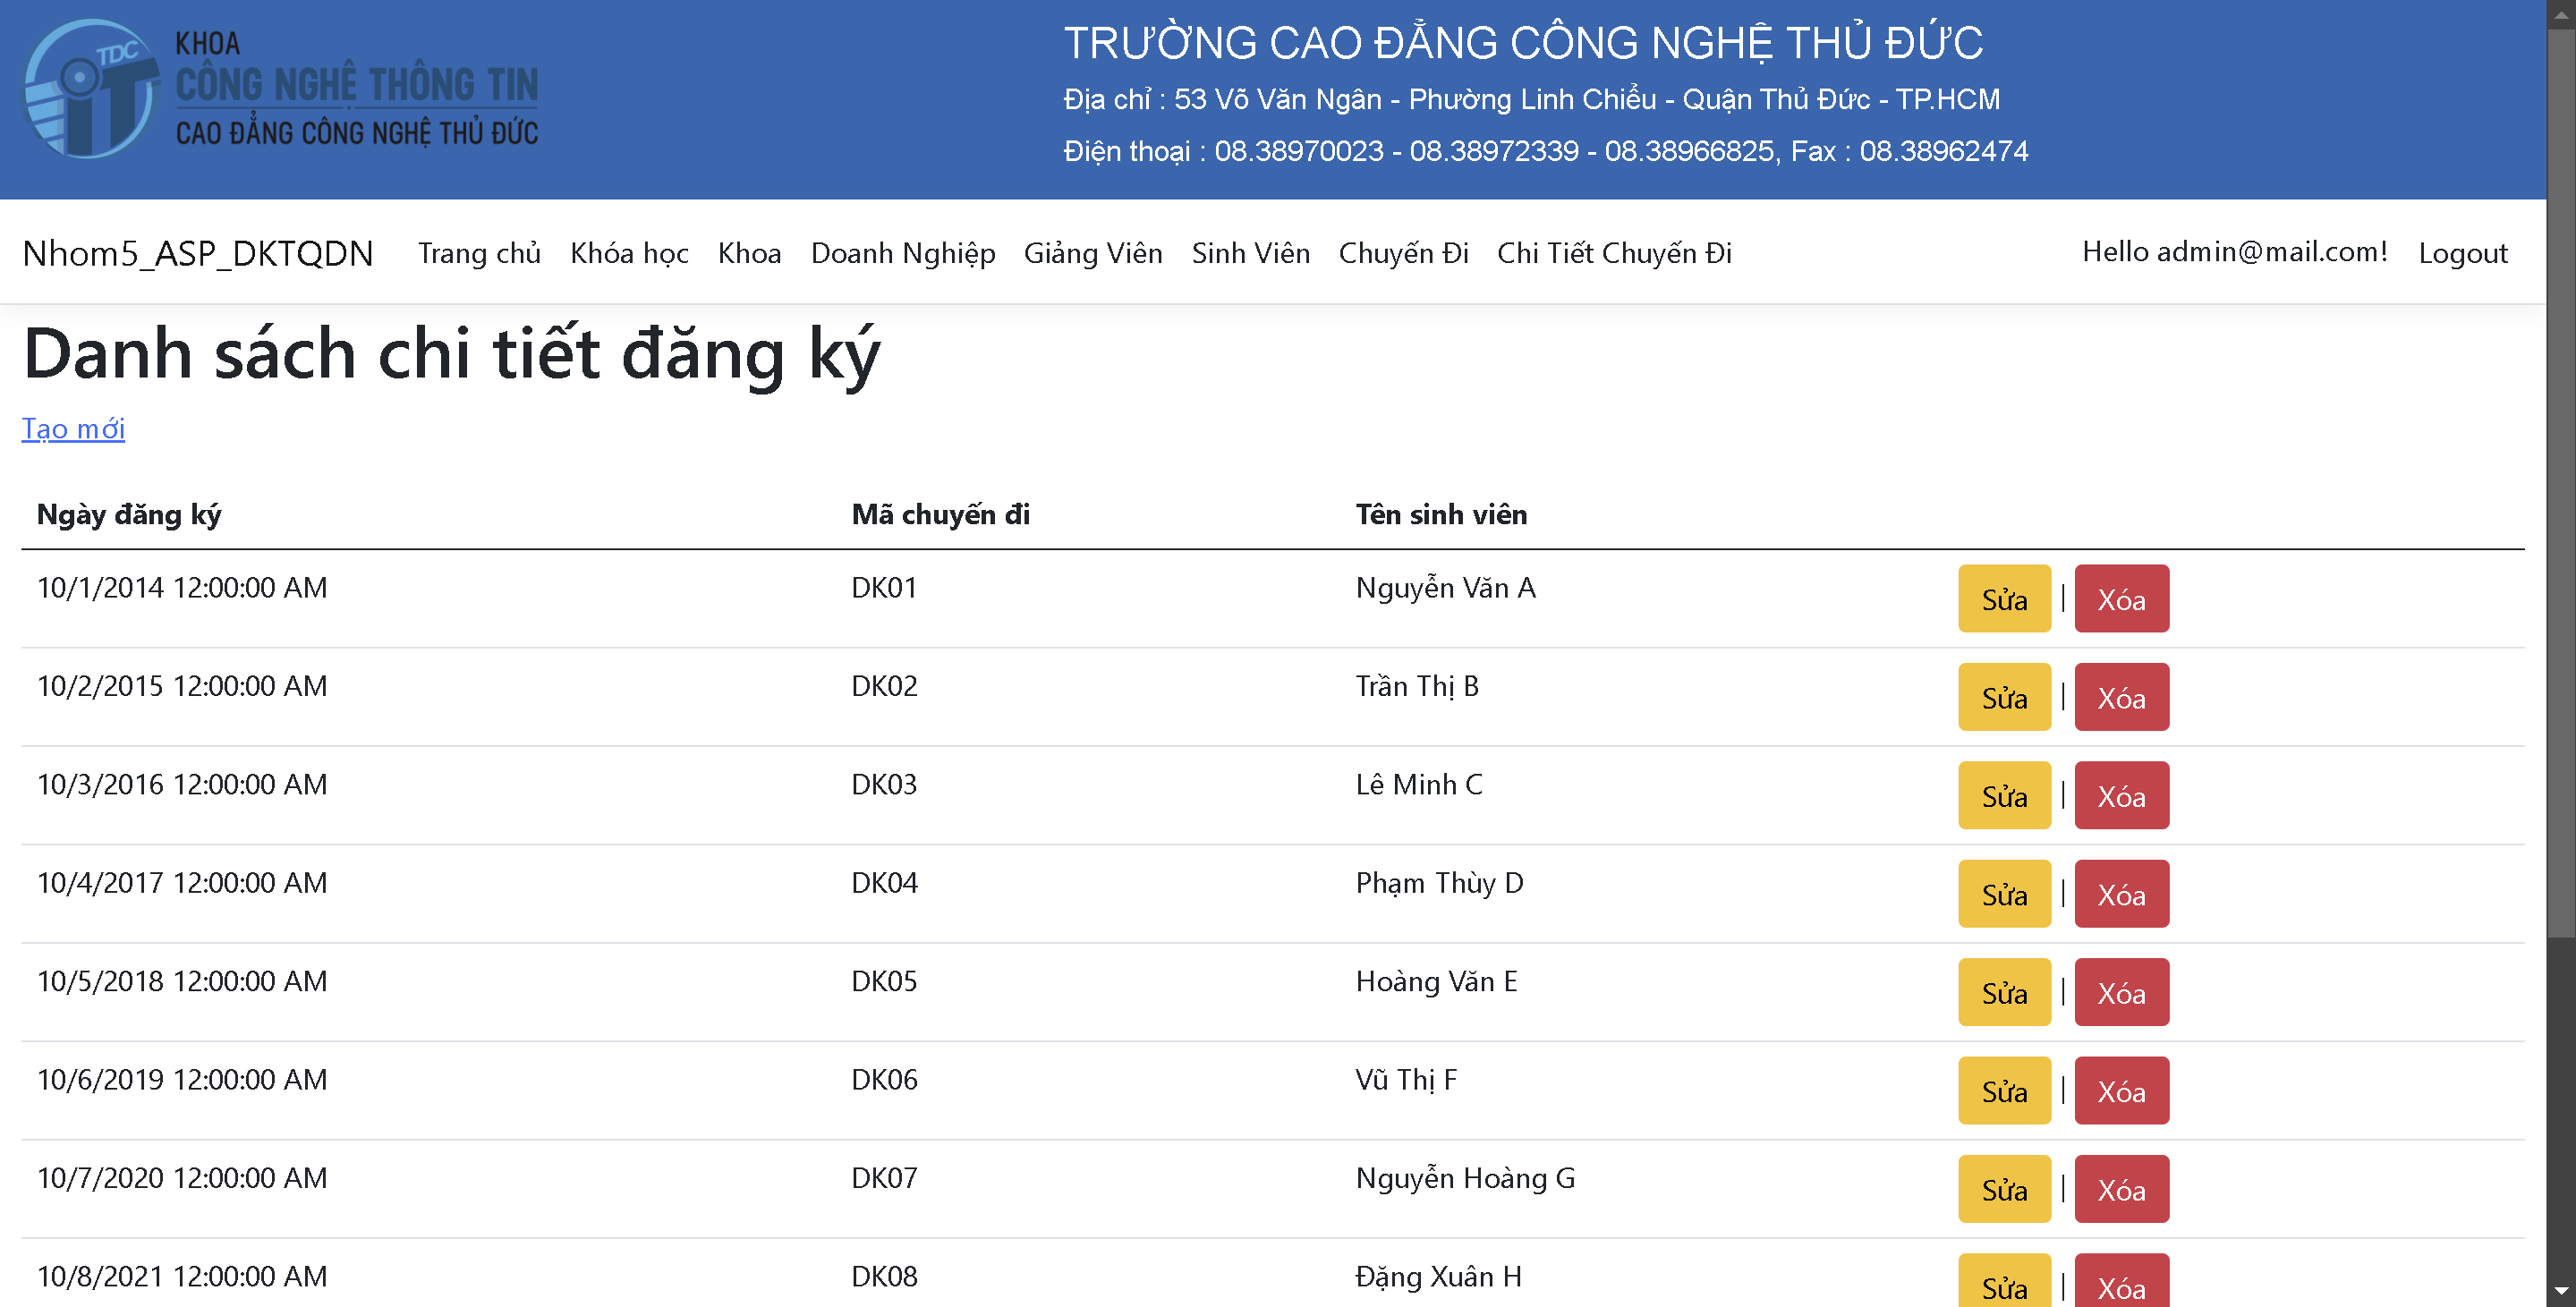 TDC
iT
KHOA
CÔNG NGHỆ THÔNG TIN
CAO ĐẲNG CÔNG NGHỆ THỦ ĐỨC
TRƯỜNG CAO ĐẲNG CÔNG NGHỆ THỦ ĐỨC
Địa chỉ : 53 Võ Văn Ngân - Phường Linh Chiểu - Quận Thủ Đức - TP.HCM
Điện thoại : 08.38970023 - 08.38972339 - 08.38966825, Fax : 08.38962474
Nhom5_ASP_DKTQDN Trang chủ Khóa học Khoa Doanh Nghiệp Giảng Viên Sinh Viên Chuyến Đi Chi Tiết Chuyến Đi Hello admin@mail.com! Logout
Danh sách chi tiết đăng ký
Tạo mới
Ngày đăng ký Mã chuyến đi Tên sinh viên
10/1/2014 12:00:00 AM DK01 Nguyễn Văn A Sửa | Xóa
10/2/2015 12:00:00 AM DK02 Trần Thị B Sửa | Xóa
10/3/2016 12:00:00 AM DK03 Lê Minh C Sửa | Xóa
10/4/2017 12:00:00 AM DK04 Phạm Thùy D Sửa | Xóa
10/5/2018 12:00:00 AM DK05 Hoàng Văn E Sửa | Xóa
10/6/2019 12:00:00 AM DK06 Vũ Thị F Sửa | Xóa
10/7/2020 12:00:00 AM DK07 Nguyễn Hoàng G Sửa | Xóa
10/8/2021 12:00:00 AM DK08 Đặng Xuân H Sửa | Xóa